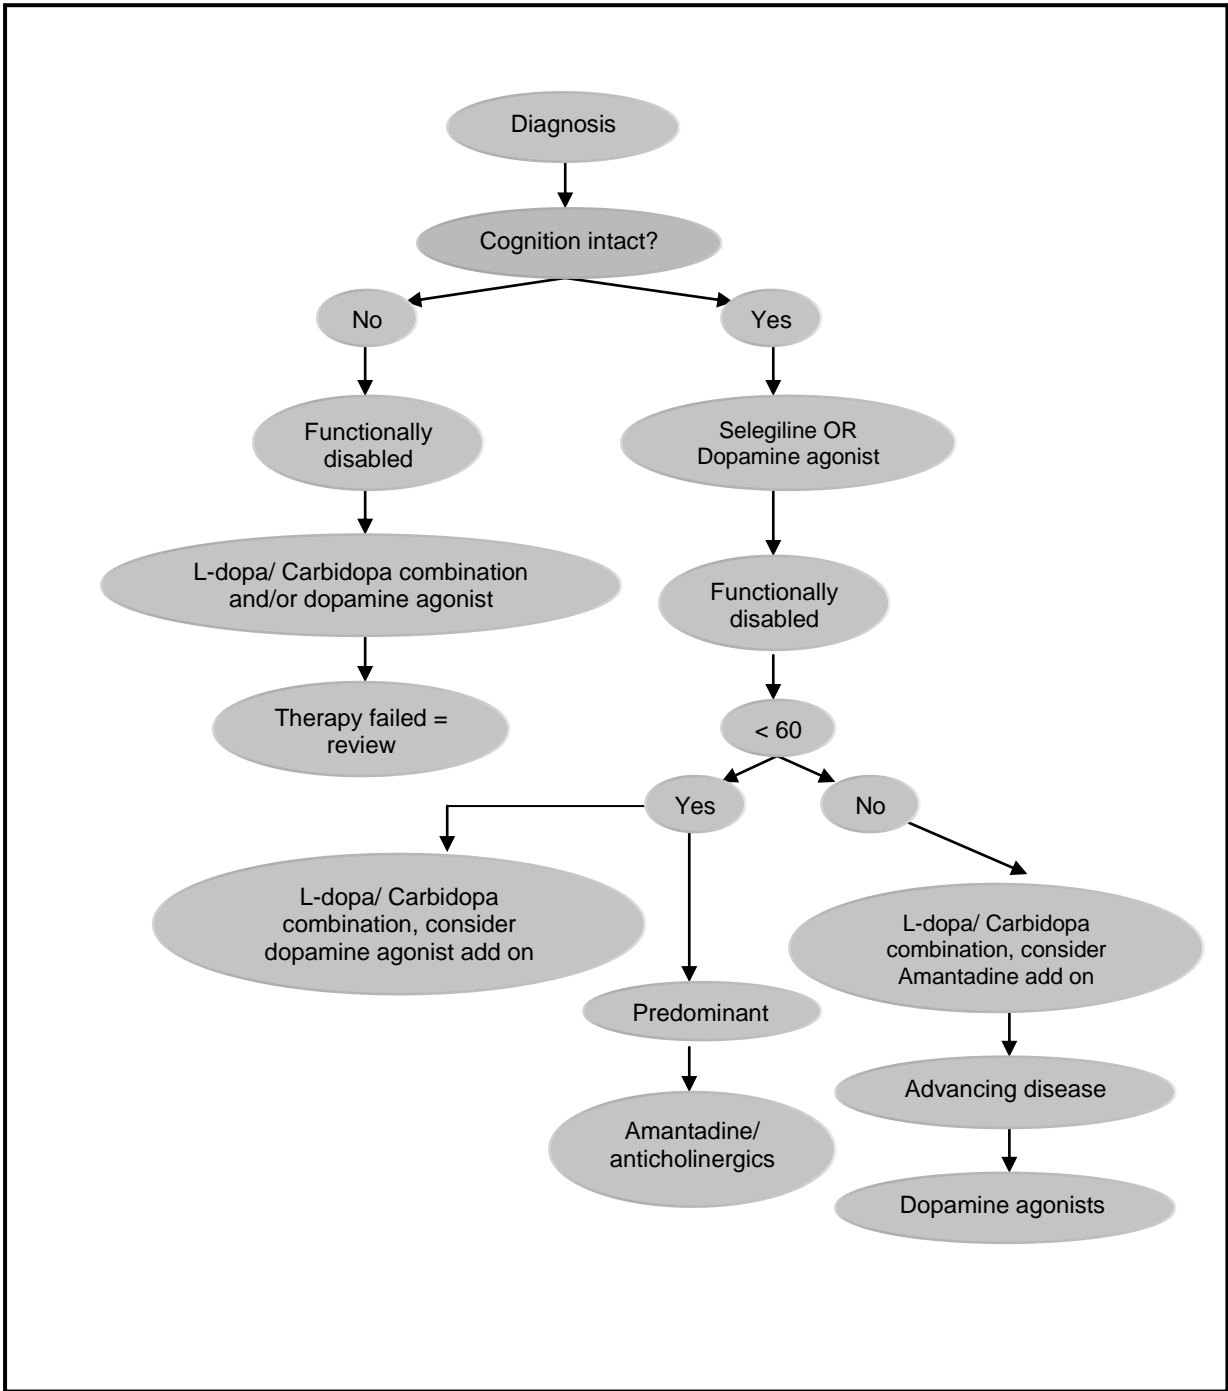 Diagnosis
Cognition intact?
No
Yes
Functionally
disabled
Selegiline OR
Dopamine agonist
L-dopa/ Carbidopa combination
and/or dopamine agonist
Functionally
disabled
Therapy failed =
review
< 60
Yes
No
L-dopa/ Carbidopa
combination, consider
dopamine agonist add on
L-dopa/ Carbidopa
combination, consider
Amantadine add on
Predominant
Advancing disease
Amantadine/
anticholinergics
Dopamine agonists